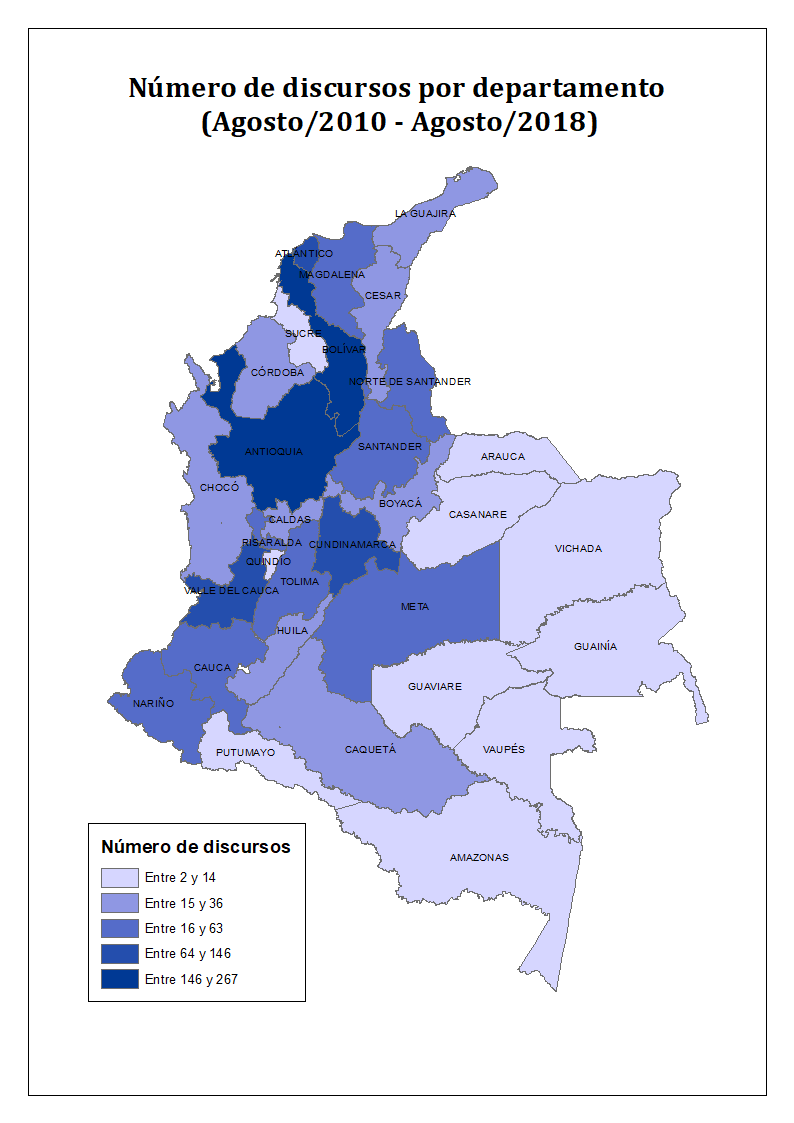 Número de discursos por departamento
(Agosto/2010 - Agosto/2018)
LA GUAJIRA
ATLÁNTICO
MAGDALENA
CESAR
SUCRE
BOLÍVAR
CÓRDOBA
NORTE DE SANTANDER
ANTIOQUIA
SANTANDER
ARAUCA
CHOCÓ
BOYACÁ
CASANARE
CALDAS
RISARALDA
CUNDINAMARCA
VICHADA
QUINDÍO
TOLIMA
VALLE DEL CAUCA
META
HUILA
GUAINÍA
CAUCA
GUAVIARE
NARIÑO
PUTUMAYO
CAQUETÁ
VAUPÉS
AMAZONAS
Número de discursos
Entre 2 y 14
Entre 15 y 36
Entre 16 y 63
Entre 64 y 146
Entre 146 y 267